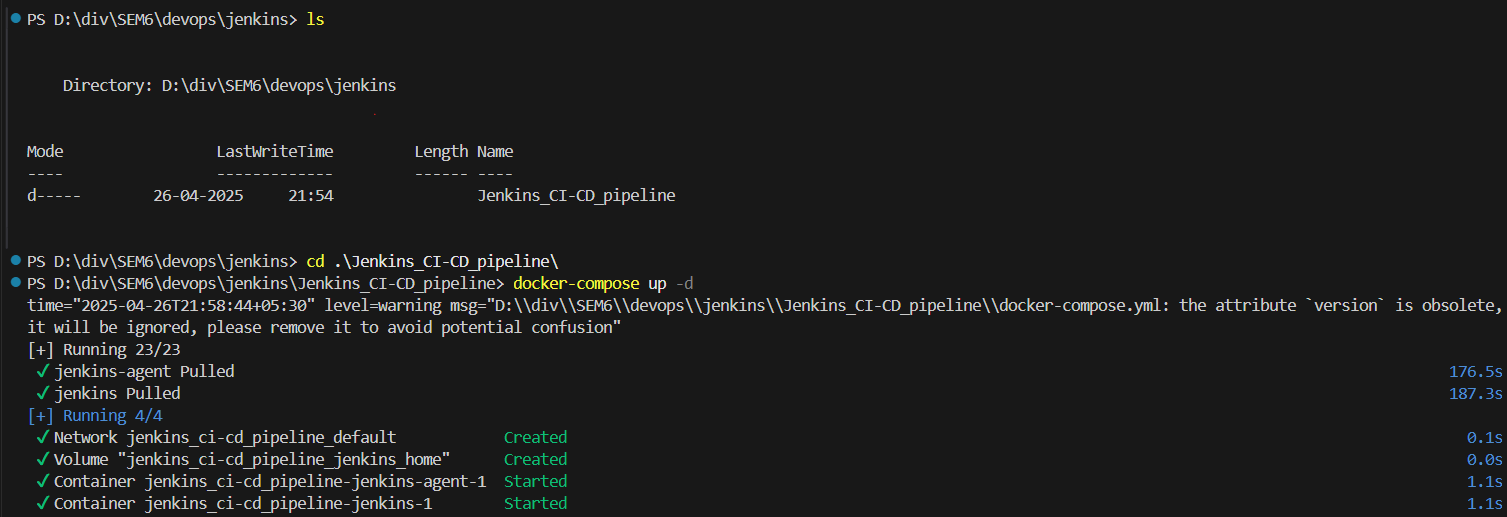 PS D:\div\SEM6\devops\jenkins> ls
Directory: D:\div\SEM6\devops\jenkins
Mode                 LastWriteTime         Length Name
----                 -------------         ------ ----
d-----        26-04-2025     21:54                Jenkins_CI-CD_pipeline
PS D:\div\SEM6\devops\jenkins> cd .\Jenkins_CI-CD_pipeline\
PS D:\div\SEM6\devops\jenkins\Jenkins_CI-CD_pipeline> docker-compose up -d
time="2025-04-26T21:58:44+05:30" level=warning msg="D:\\div\\SEM6\\devops\\jenkins\\Jenkins_CI-CD_pipeline\\docker-compose.yml: the attribute `version` is obsolete,
it will be ignored, please remove it to avoid potential confusion"
[+] Running 23/23
✓ jenkins-agent Pulled 176.5s
✓ jenkins Pulled 187.3s
[+] Running 4/4
✓ Network jenkins_ci-cd_pipeline_default Created 0.1s
✓ Volume "jenkins_ci-cd_pipeline_jenkins_home" Created 0.0s
✓ Container jenkins_ci-cd_pipeline-jenkins-agent-1 Started 1.1s
✓ Container jenkins_ci-cd_pipeline-jenkins-1 Started 1.1s